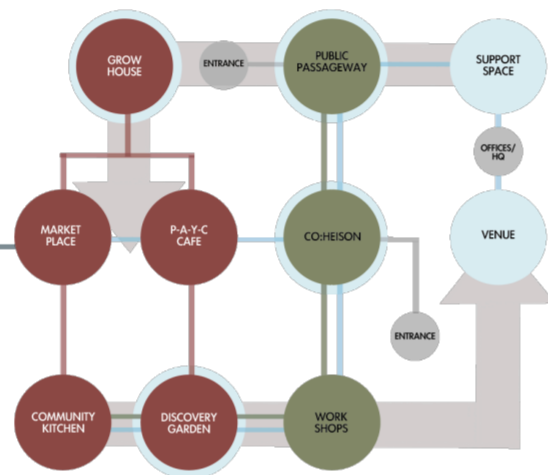 GROW
HOUSE
ENTRANCE
PUBLIC
PASSAGEWAY
SUPPORT
SPACE
OFFICES/
HQ
MARKET
PLACE
P-A-Y-C
CAFE
CO:HEISON
VENUE
ENTRANCE
COMMUNITY
KITCHEN
DISCOVERY
GARDEN
WORK
SHOPS